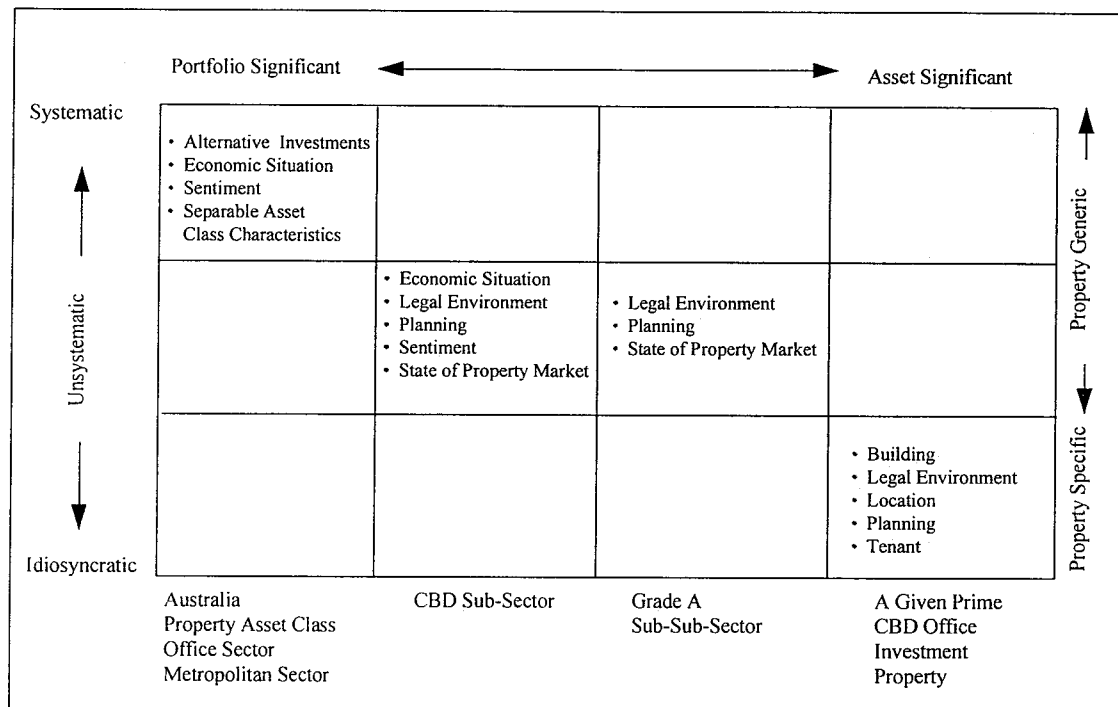 Portfolio Significant
Asset Significant
Systematic
• Alternative Investments
• Economic Situation
• Sentiment
• Separable Asset
Class Characteristics
Property Generic
Unsystematic
• Economic Situation
• Legal Environment
• Planning
• Sentiment
• State of Property Market
• Legal Environment
• Planning
• State of Property Market
• Building
• Legal Environment
• Location
• Planning
• Tenant
Property Specific
Idiosyncratic
Australia
Property Asset Class
Office Sector
Metropolitan Sector
CBD Sub-Sector
Grade A
Sub-Sub-Sector
A Given Prime
CBD Office
Investment
Property